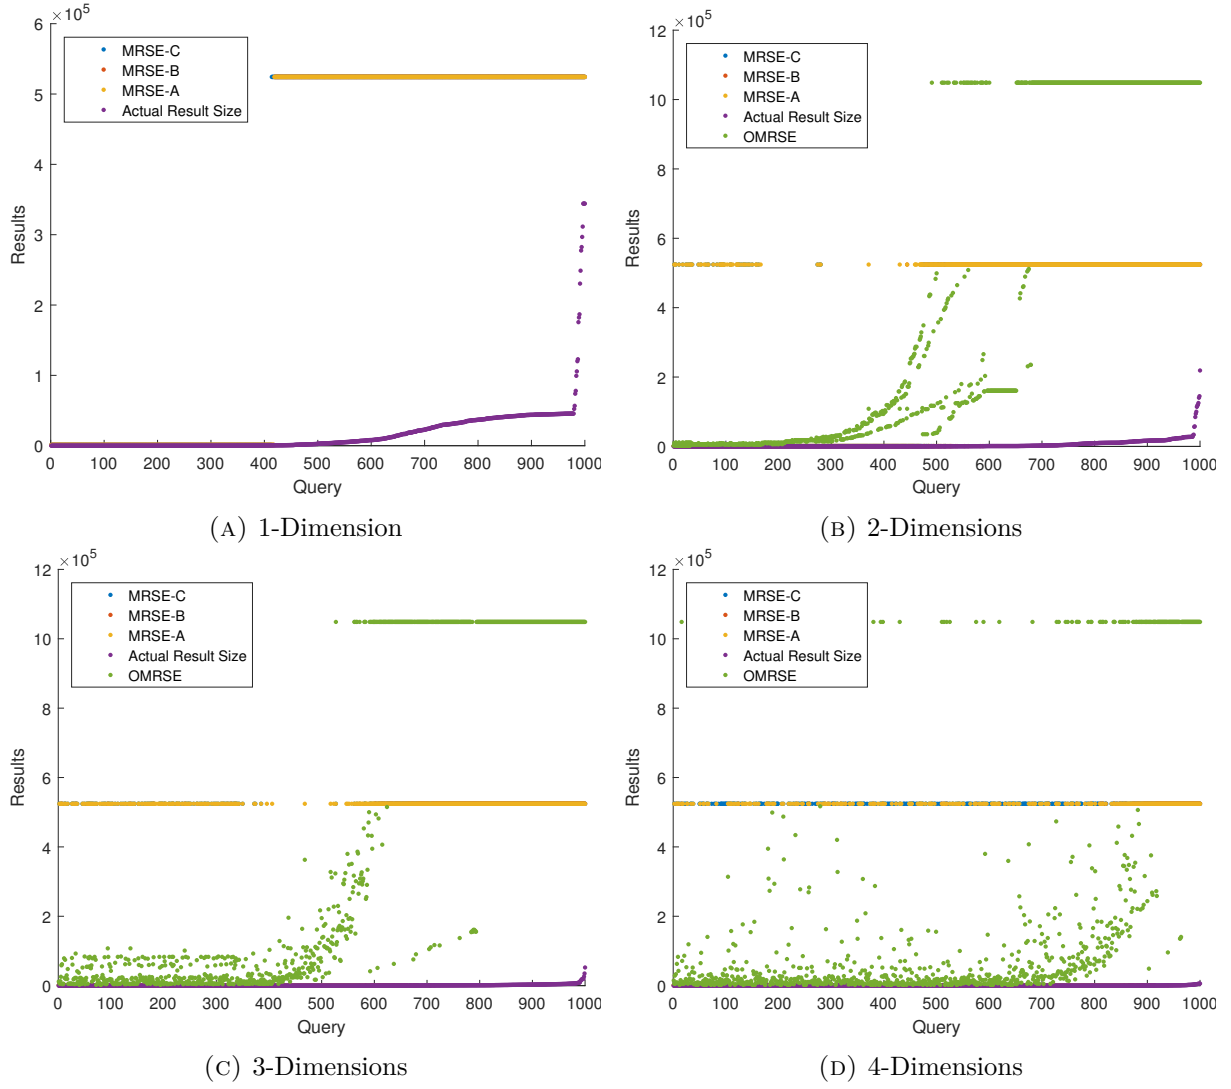 ×10^5
6
5
4
3
2
1
0
Results
MRSE-C
MRSE-B
MRSE-A
Actual Result Size
0 100 200 300 400 500 600 700 800 900 1000
Query
(A) 1-Dimension
×10^5
12
10
8
6
4
2
0
Results
MRSE-C
MRSE-B
MRSE-A
Actual Result Size
OMRSE
0 100 200 300 400 500 600 700 800 900 1000
Query
(B) 2-Dimensions
×10^5
12
10
8
6
4
2
0
Results
MRSE-C
MRSE-B
MRSE-A
Actual Result Size
OMRSE
0 100 200 300 400 500 600 700 800 900 1000
Query
(C) 3-Dimensions
×10^5
12
10
8
6
4
2
0
Results
MRSE-C
MRSE-B
MRSE-A
Actual Result Size
OMRSE
0 100 200 300 400 500 600 700 800 900 1000
Query
(D) 4-Dimensions